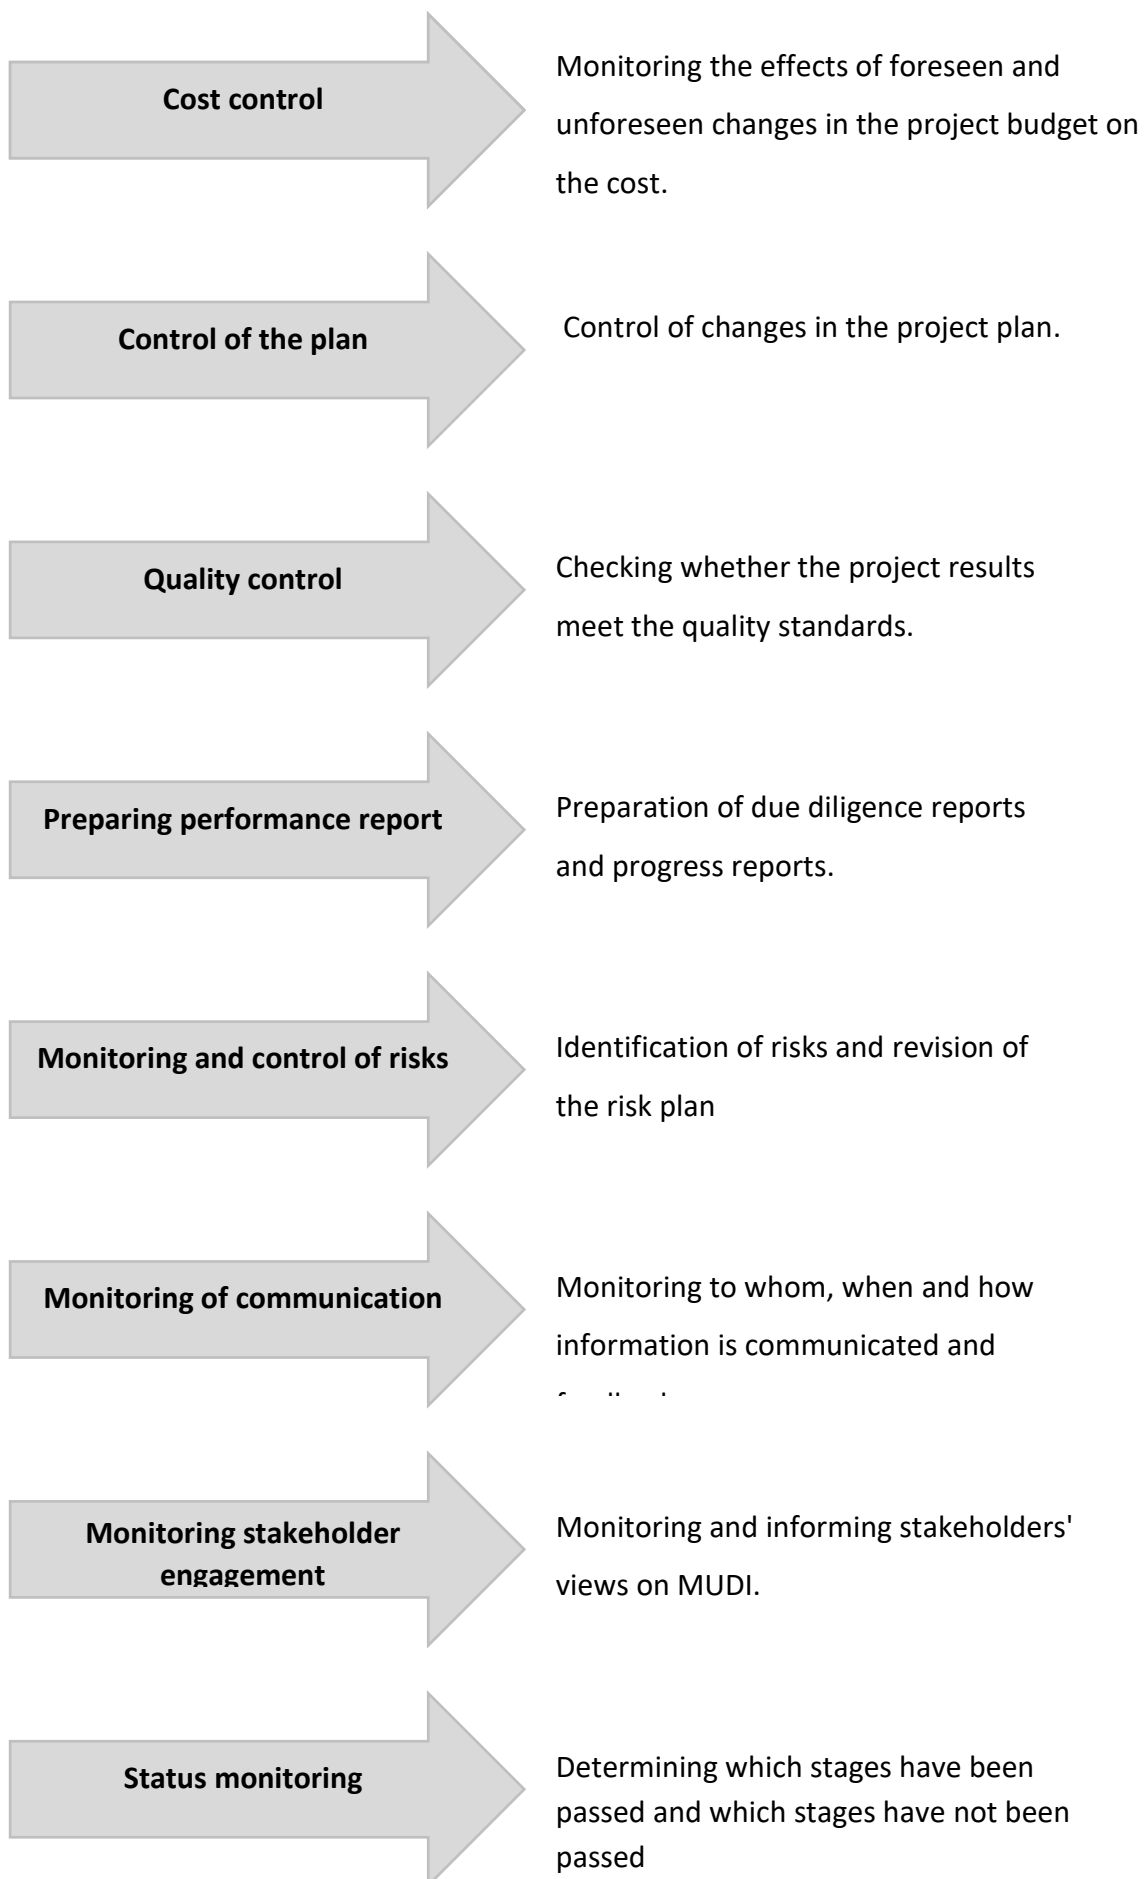 Cost control
Monitoring the effects of foreseen and
unforeseen changes in the project budget on
the cost.
Control of the plan
Control of changes in the project plan.
Quality control
Checking whether the project results
meet the quality standards.
Preparing performance report
Preparation of due diligence reports
and progress reports.
Monitoring and control of risks
Identification of risks and revision of
the risk plan
Monitoring of communication
Monitoring to whom, when and how
information is communicated and
Monitoring stakeholder
engagement
Monitoring and informing stakeholders'
views on MUDI.
Status monitoring
Determining which stages have been
passed and which stages have not been
passed